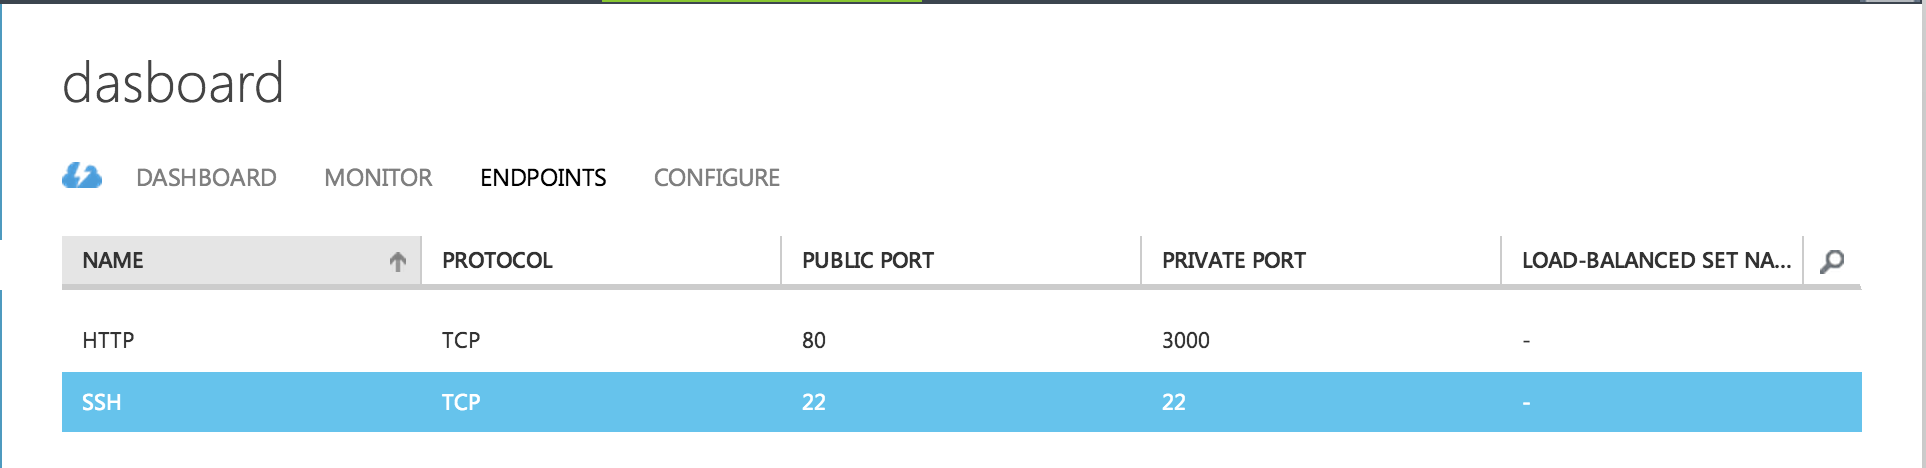 dasboard
DASHBOARD MONITOR ENDPOINTS CONFIGURE
NAME PROTOCOL PUBLIC PORT PRIVATE PORT LOAD-BALANCED SET NA...
HTTP TCP 80 3000 -
SSH TCP 22 22 -